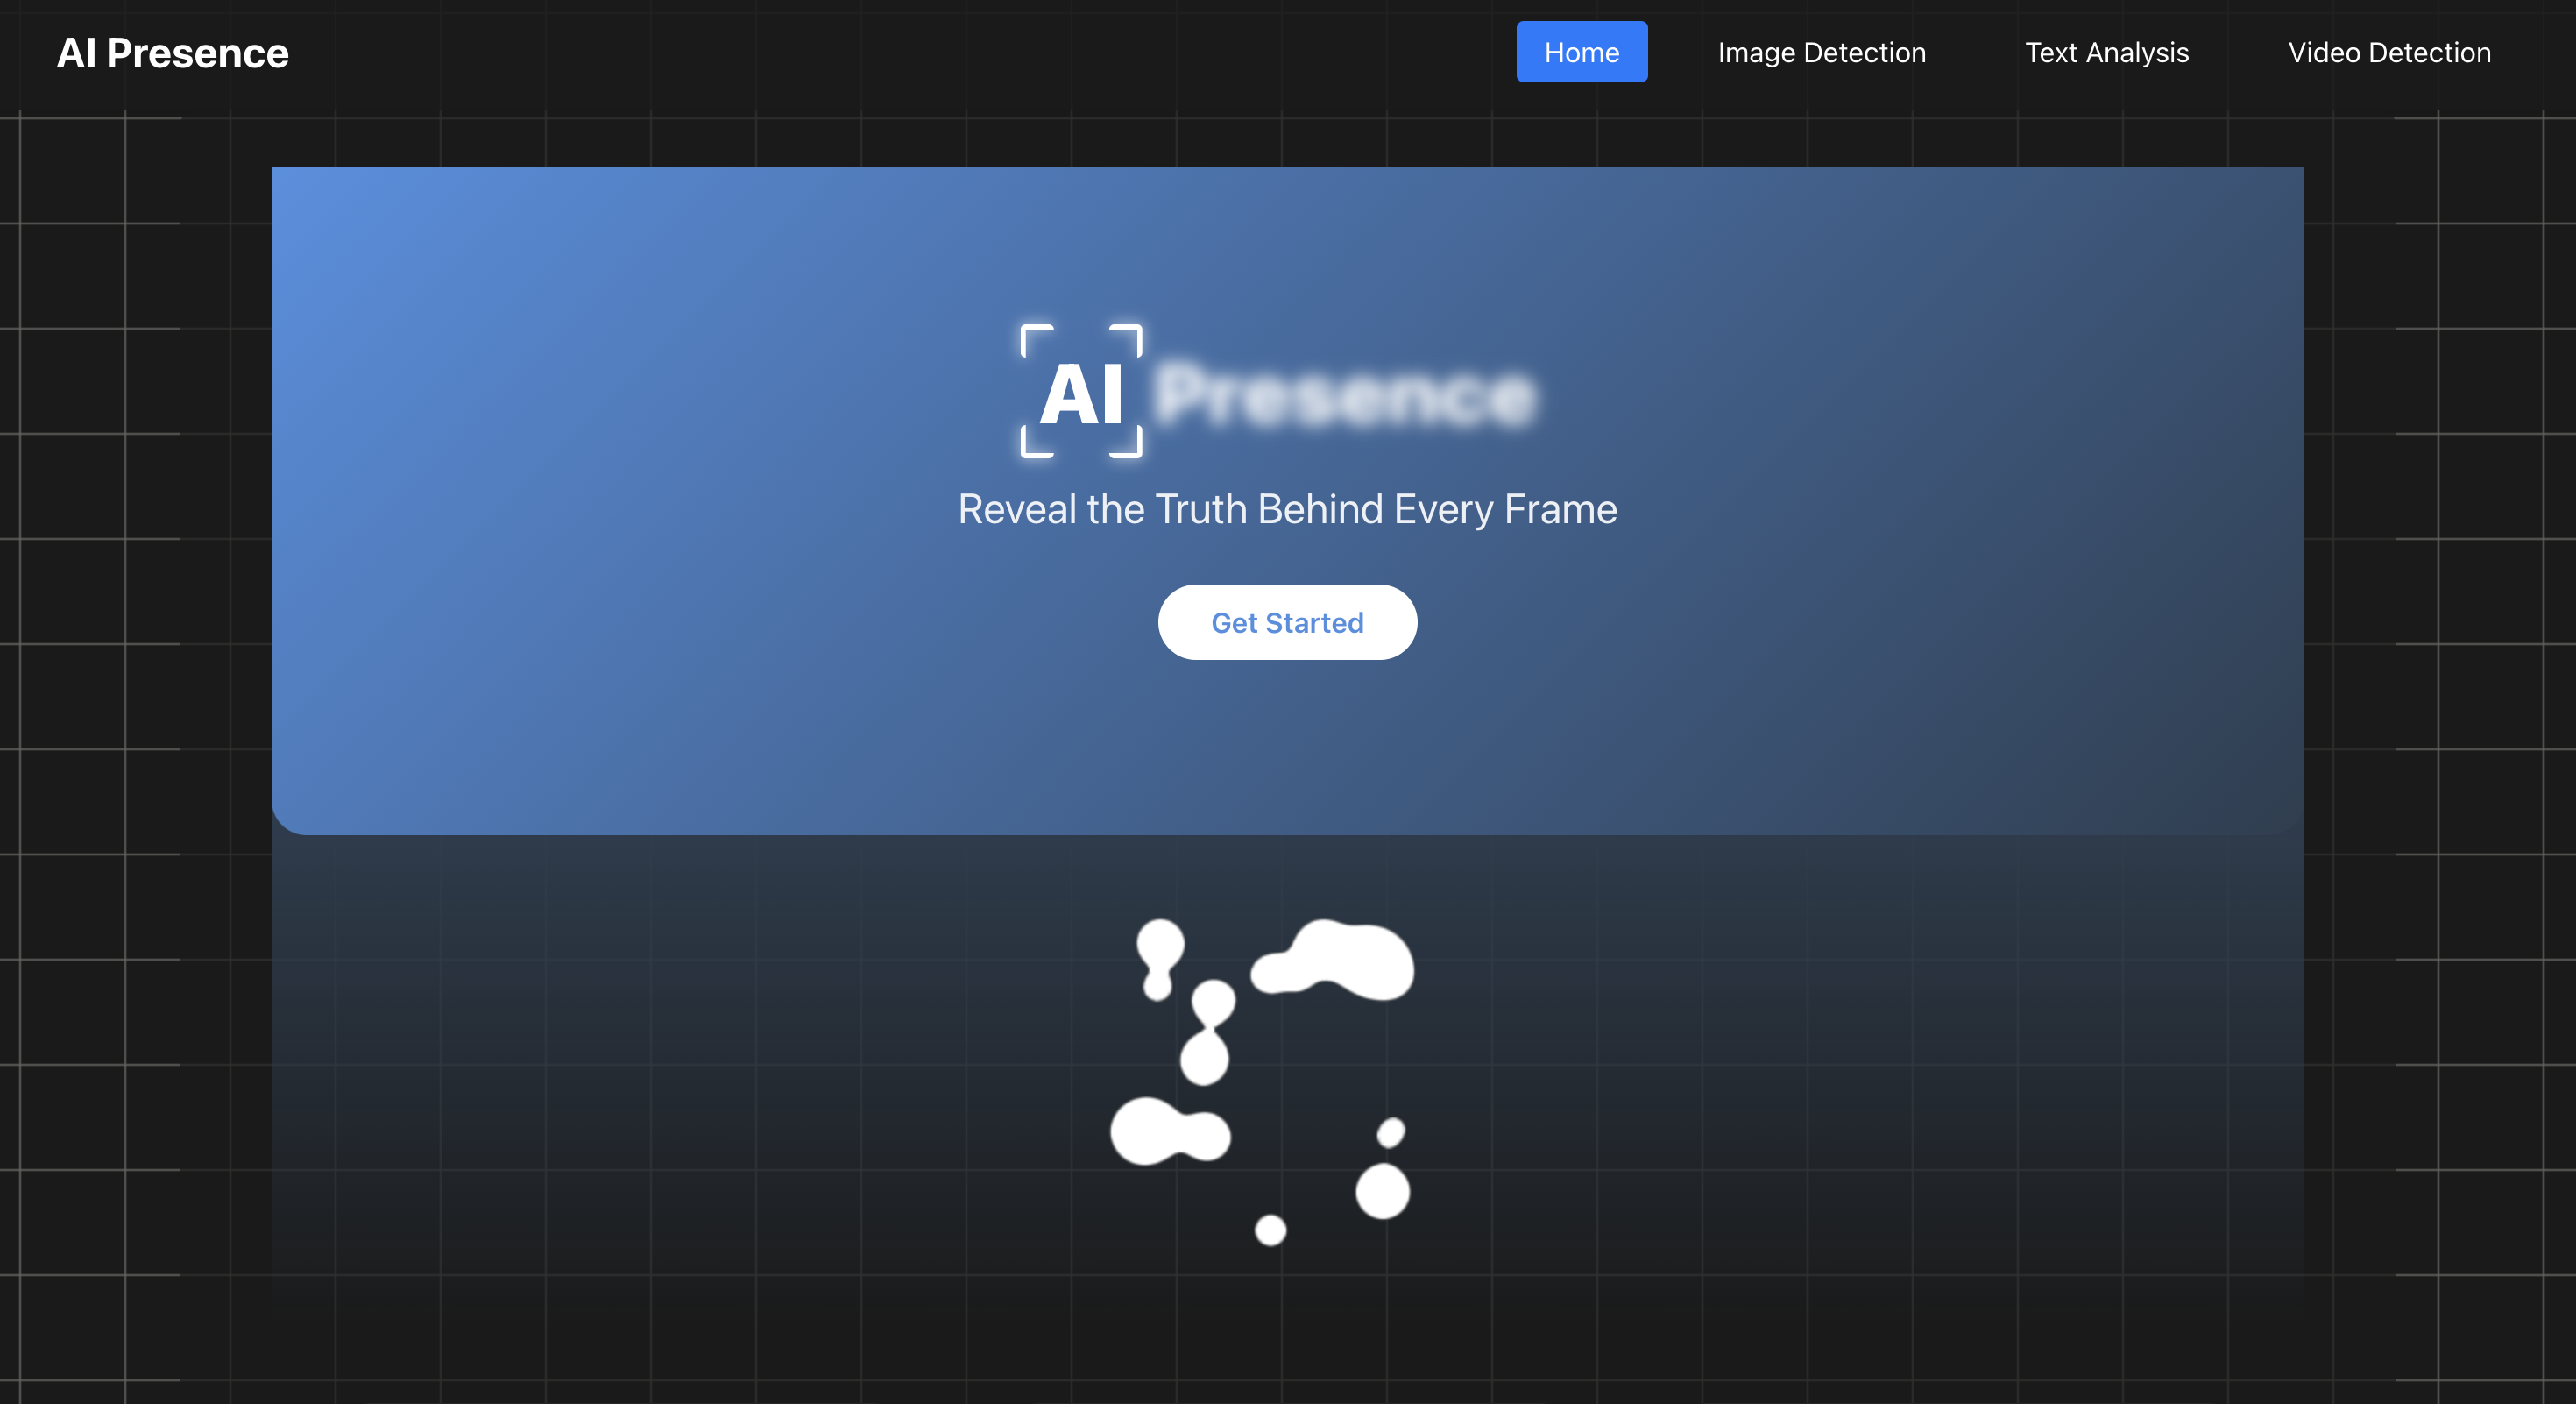 AI Presence
Home
Image Detection
Text Analysis
Video Detection
AI Presence
Reveal the Truth Behind Every Frame
Get Started